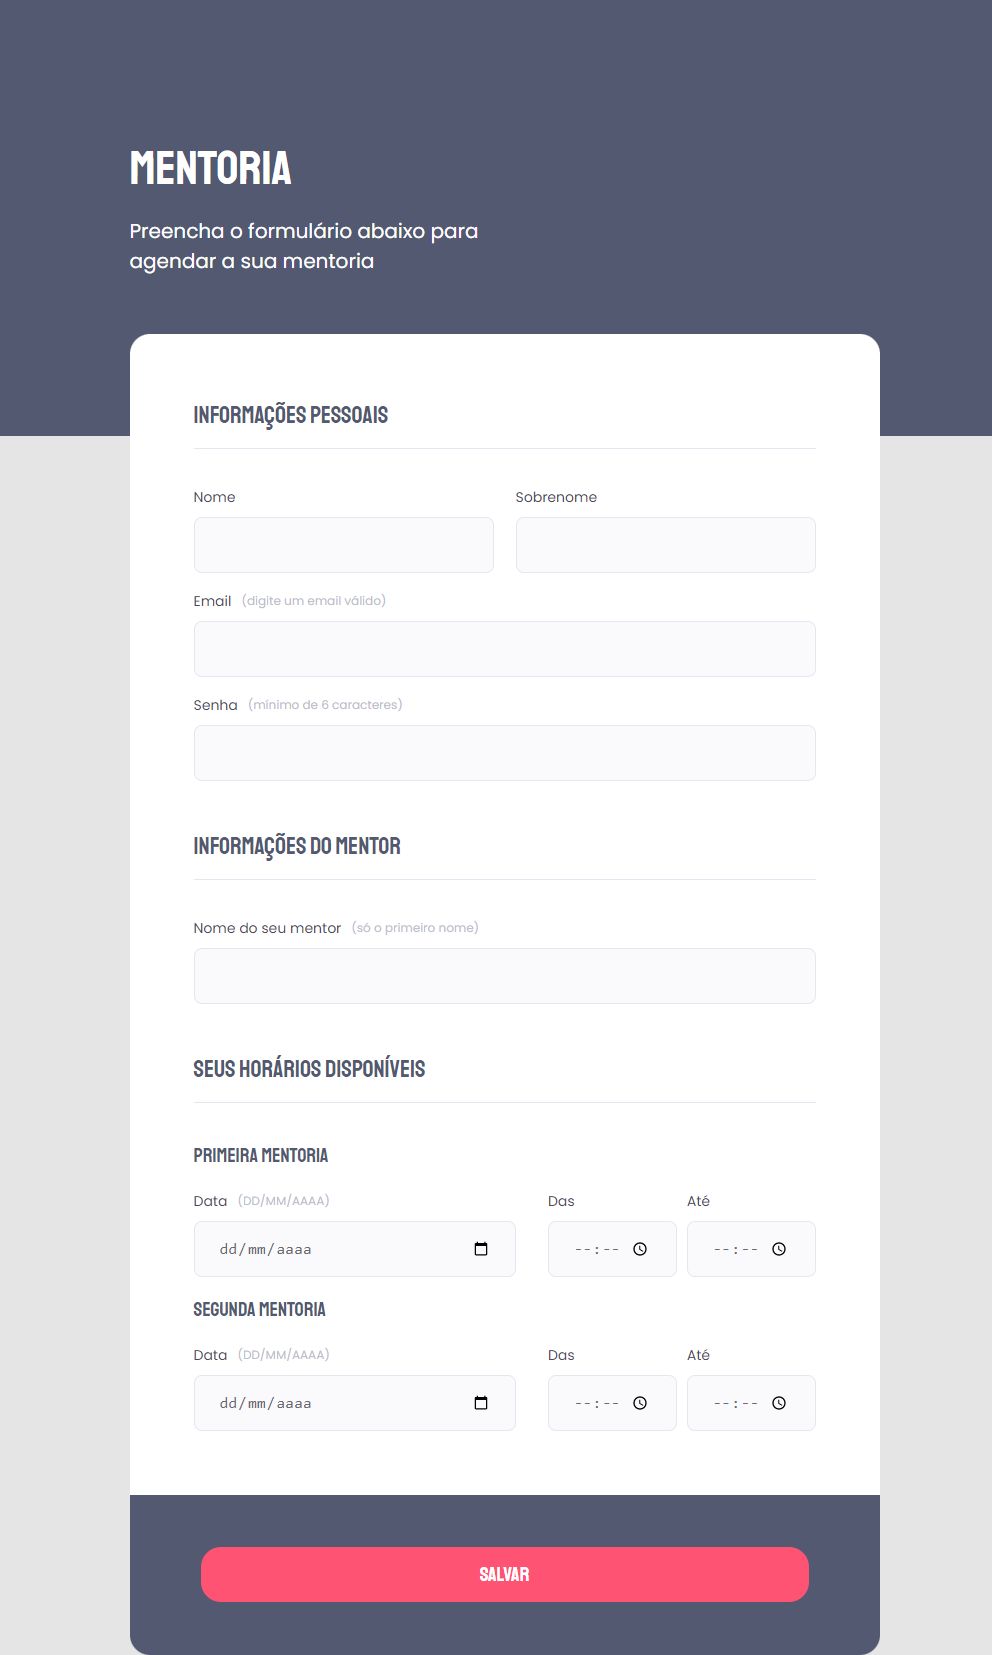 MENTORIA
Preencha o formulário abaixo para
agendar a sua mentoria
INFORMAÇÕES PESSOAIS
Nome Sobrenome
Email (digite um email válido)
Senha (mínimo de 6 caracteres)
INFORMAÇÕES DO MENTOR
Nome do seu mentor (só o primeiro nome)
SEUS HORÁRIOS DISPONÍVEIS
PRIMEIRA MENTORIA
Data (DD/MM/AAAA) Das Até
dd/mm/aaaa --:-- --:--
SEGUNDA MENTORIA
Data (DD/MM/AAAA) Das Até
dd/mm/aaaa --:-- --:--
SALVAR